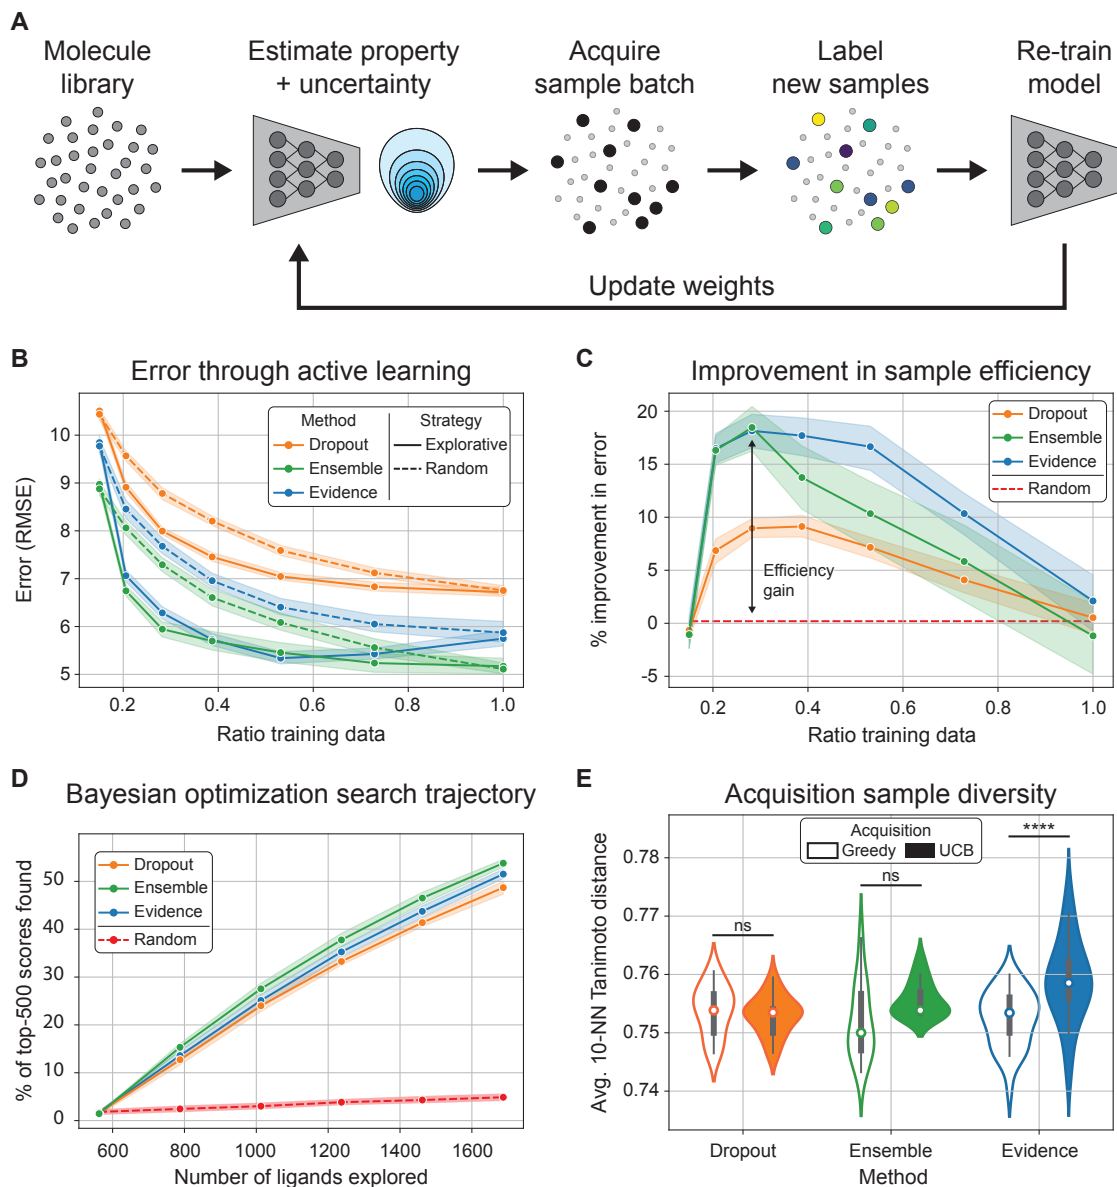 A
Molecule
library
Estimate property
+ uncertainty
Acquire
sample batch
Label
new samples
Re-train
model
Update weights
B
Error through active learning
Method
Strategy
Dropout
Explorative
Ensemble
Random
Evidence
10
9
8
7
6
5
Error (RMSE)
0.2
0.4
0.6
0.8
1.0
Ratio training data
C
Improvement in sample efficiency
Dropout
Ensemble
Evidence
Random
Efficiency
gain
20
15
10
5
0
-5
% improvement in error
0.2
0.4
0.6
0.8
1.0
Ratio training data
D
Bayesian optimization search trajectory
Dropout
Ensemble
Evidence
Random
50
40
30
20
10
0
% of top-500 scores found
600
800
1000
1200
1400
1600
Number of ligands explored
E
Acquisition sample diversity
Acquisition
Greedy
UCB
ns
ns
****
0.78
0.77
0.76
0.75
0.74
Avg. 10-NN Tanimoto distance
Dropout
Ensemble
Evidence
Method